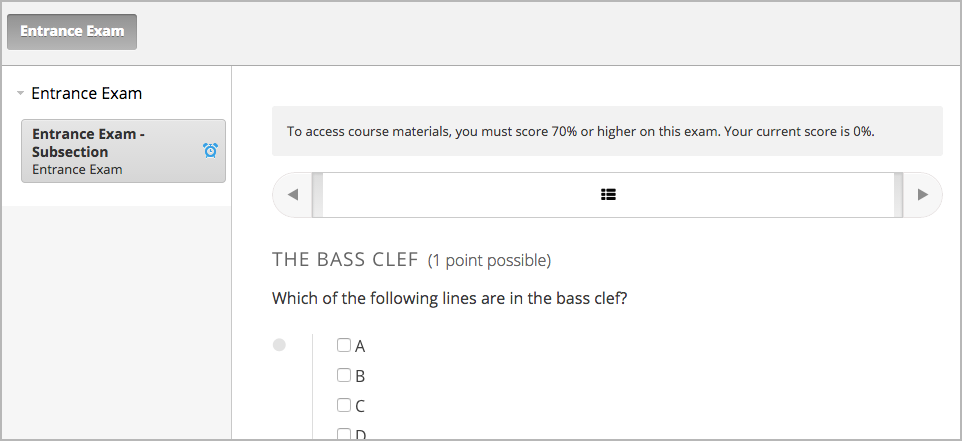 Entrance Exam
Entrance Exam
Entrance Exam -
Subsection
Entrance Exam
To access course materials, you must score 70% or higher on this exam. Your current score is 0%.
THE BASS CLEF (1 point possible)
Which of the following lines are in the bass clef?
A
B
C
D